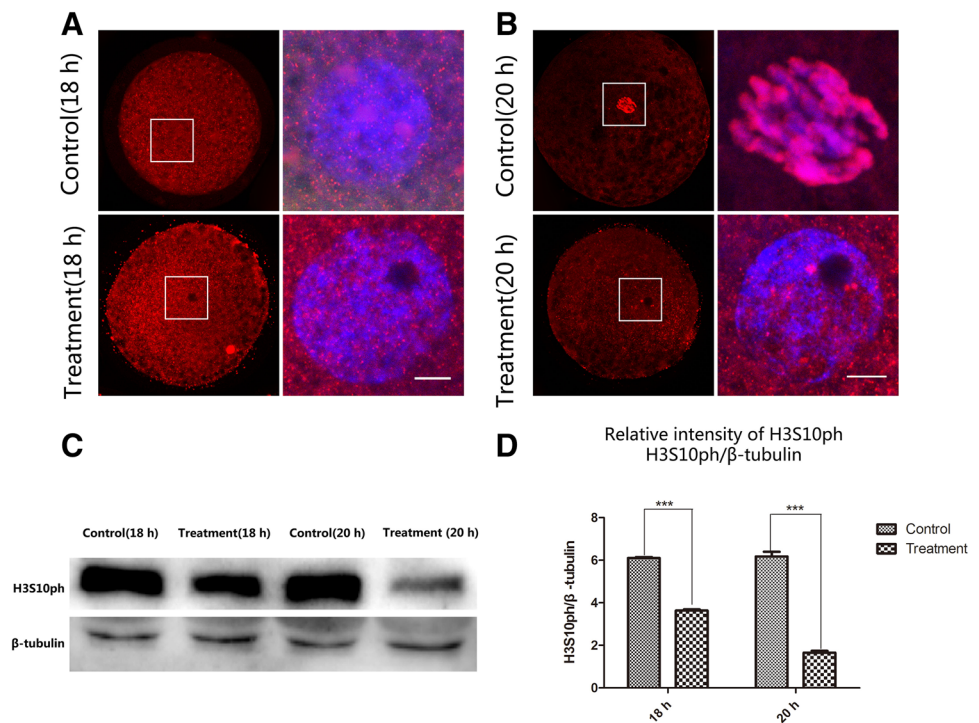 A
B
Control(18 h)
Treatment(18 h)
Control(20 h)
Treatment(20 h)
C
Control(18 h) Treatment(18 h) Control(20 h) Treatment (20 h)
H3S10ph
β-tubulin
D
Relative intensity of H3S10ph
H3S10ph/β-tubulin
H3S10ph/β -tubulin
8
6
4
2
0
***
***
18 h
20 h
Control
Treatment